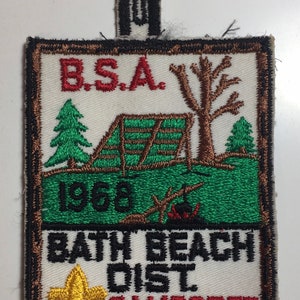 B.S.A.
1968
BATH BEACH
DIST.